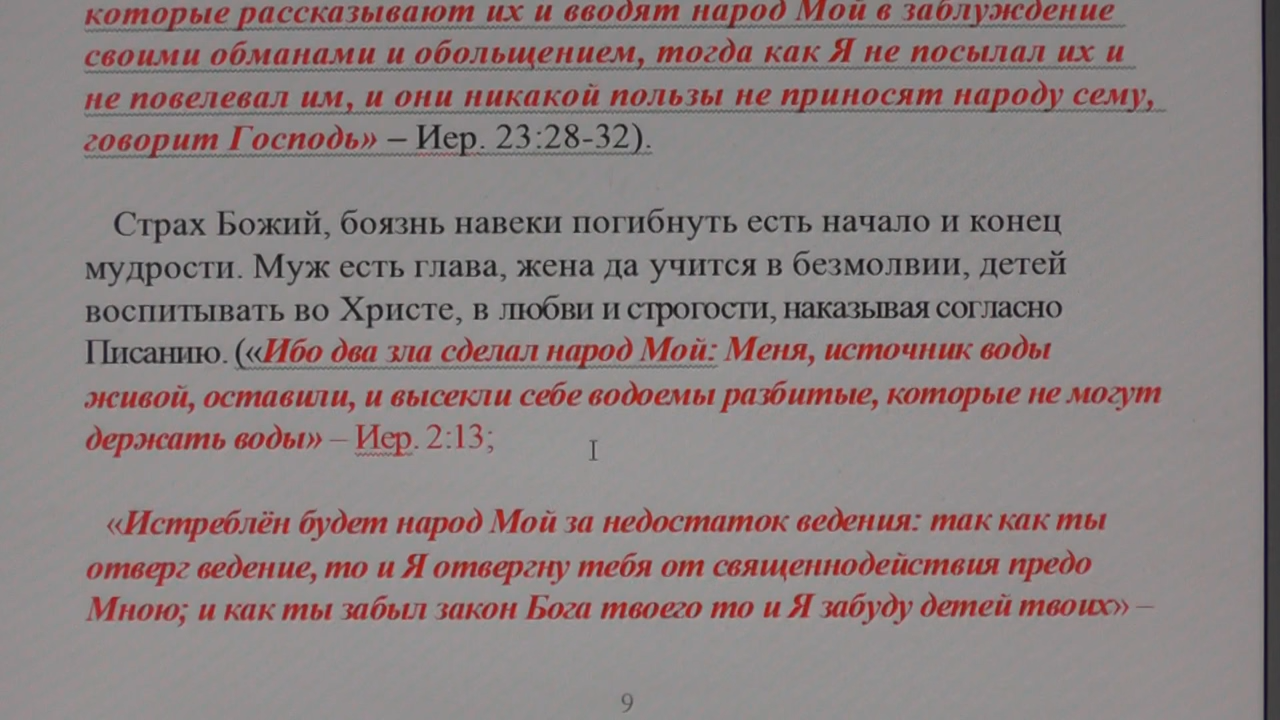 которые рассказывают их и вводят народ Мой в заблуждение
своими обманами и обольщением, тогда как Я не посылал их и
не повелевал им, и они никакой пользы не приносят народу сему,
говорит Господь» – Иер. 23:28-32).
Страх Божий, боязнь навеки погибнуть есть начало и конец
мудрости. Муж есть глава, жена да учится в безмолвии, детей
воспитывать во Христе, в любви и строгости, наказывая согласно
Писанию. («Ибо два зла сделал народ Мой: Меня, источник воды
живой, оставили, и высекли себе водоемы разбитые, которые не могут
держать воды» – Иер. 2:13;
«Истреблён будет народ Мой за недостаток ведения: так как ты
отверг ведение, то и Я отвергну тебя от священнодействия предо
Мною; и как ты забыл закон Бога твоего то и Я забуду детей твоих» –
9